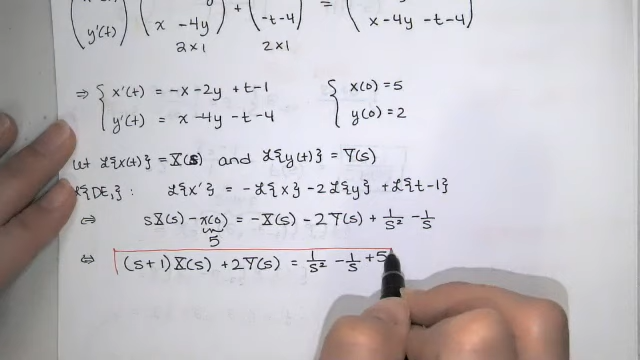 y'(t) x -4y + -t-4 = x-4y-t-4
2×1 2×1
⇒ { x'(t) = -x-2y+t-1 { x(0)=5
y'(t) = x-4y-t-4 y(0)=2
Let ℒ{x(t)} = X(s) and ℒ{y(t)} = Y(s)
ℒ{DE₁}: ℒ{x'} = -ℒ{x} -2ℒ{y} + ℒ{t-1}
⇔ sX(s) - x(0) = -X(s) - 2Y(s) + 1/s² - 1/s
5
⇔ (s+1)X(s) + 2Y(s) = 1/s² - 1/s + 5